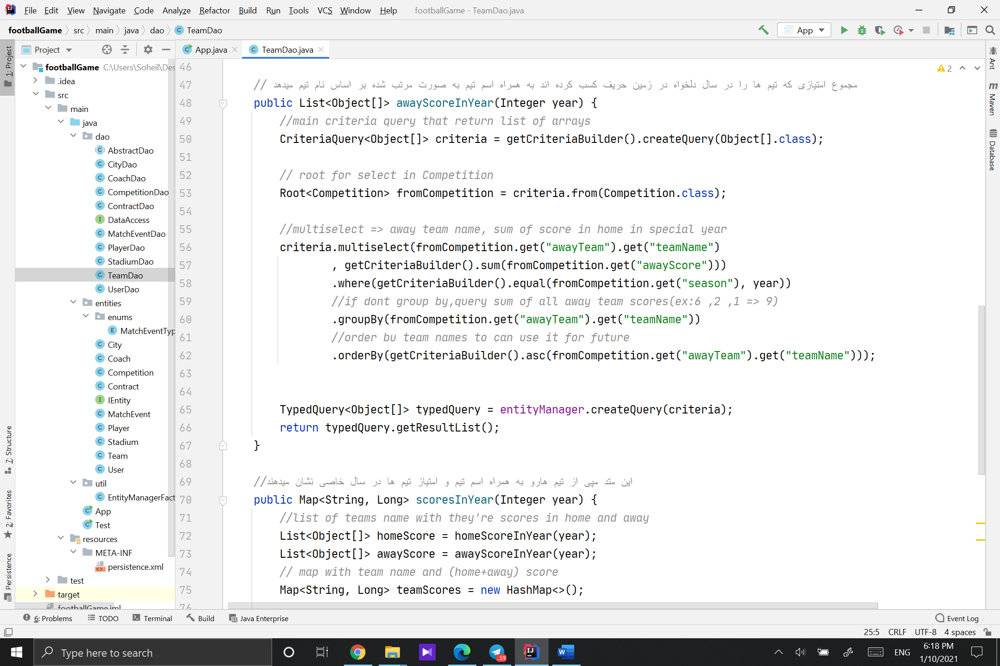 File Edit View Navigate Code Analyze Refactor Build Run Tools VCS Window Help footballGame - TeamDao.java
footballGame src main java dao TeamDao App
1: Project
7: Structure
2: Favorites
Persistence
Project
footballGame C:\Users\Soheil\Des
.idea
src
main
java
dao
AbstractDao
CityDao
CoachDao
CompetitionDao
ContractDao
DataAccess
MatchEventDao
PlayerDao
StadiumDao
TeamDao
UserDao
entities
enums
MatchEventTyp
City
Coach
Competition
Contract
IEntity
MatchEvent
Player
Stadium
Team
User
util
EntityManagerFact
App
Test
resources
META-INF
persistence.xml
test
target
footballGame.iml
App.java TeamDao.java
2
46
47 // مجموع امتیازی که تیم ها را در سال دلخواه در زمین حریف کسب کرده اند به همراه اسم تیم به صورت مرتب شده بر اساس نام تیم میدهد
48 public List<Object[]> awayScoreInYear(Integer year) {
49 //main criteria query that return list of arrays
50 CriteriaQuery<Object[]> criteria = getCriteriaBuilder().createQuery(Object[].class);
51
52 // root for select in Competition
53 Root<Competition> fromCompetition = criteria.from(Competition.class);
54
55 //multiselect => away team name, sum of score in home in special year
56 criteria.multiselect(fromCompetition.get("awayTeam").get("teamName")
57 , getCriteriaBuilder().sum(fromCompetition.get("awayScore")))
58 .where(getCriteriaBuilder().equal(fromCompetition.get("season"), year))
59 //if dont group by,query sum of all away team scores(ex:6 ,2 ,1 => 9)
60 .groupBy(fromCompetition.get("awayTeam").get("teamName"))
61 //order bu team names to can use it for future
62 .orderBy(getCriteriaBuilder().asc(fromCompetition.get("awayTeam").get("teamName")));
63
64
65 TypedQuery<Object[]> typedQuery = entityManager.createQuery(criteria);
66 return typedQuery.getResultList();
67 }
68
69 //این متد مپی از تیم هارو به همراه اسم تیم و امتیاز تیم ها در سال خاصی نشان میدهند
70 public Map<String, Long> scoresInYear(Integer year) {
71 //list of teams name with they're scores in home and away
72 List<Object[]> homeScore = homeScoreInYear(year);
73 List<Object[]> awayScore = awayScoreInYear(year);
74 // map with team name and (home+away) score
75 Map<String, Long> teamScores = new HashMap<>();
76
Ant
Maven
Database
6: Problems TODO Terminal Build Java Enterprise Event Log
25:5 CRLF UTF-8 4 spaces
Type here to search
..59
ENG
6:18 PM
1/10/2021